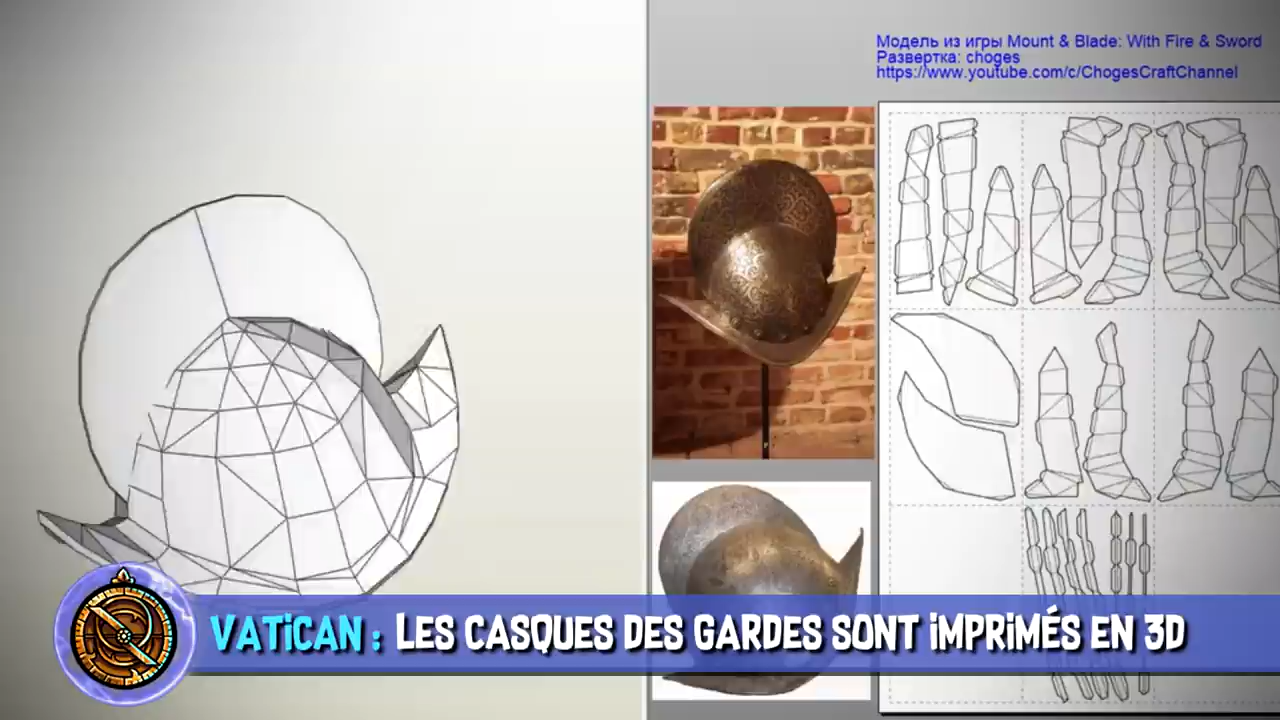 Модель из игры Mount & Blade: With Fire & Sword
Развертка: choges
https://www.youtube.com/c/ChogesCraftChannel
VATiCAN : LES CASQUES DES GARDES SONT iMPRiMÉS EN 3D